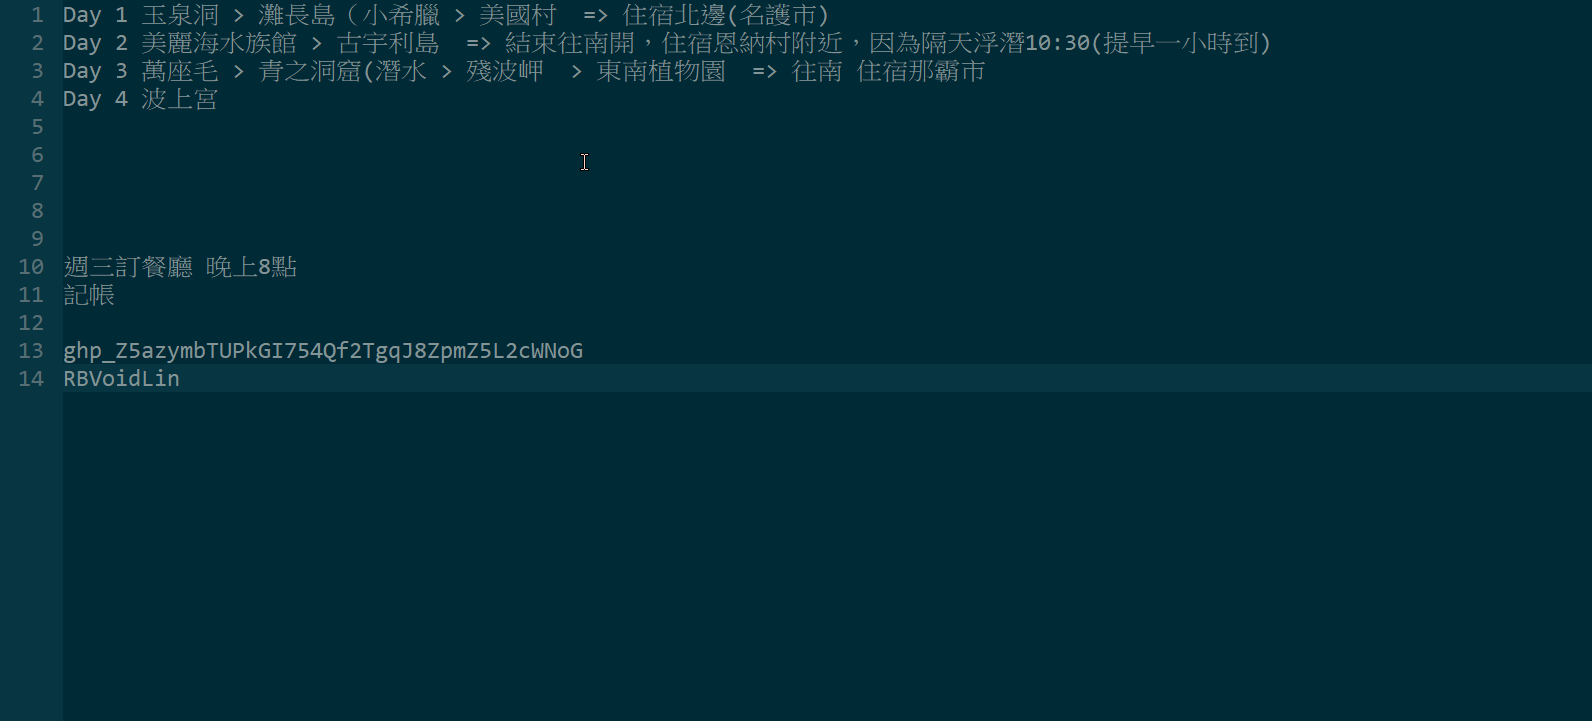 1 Day 1 玉泉洞 > 瀨長島（小希臘 > 美國村  => 住宿北邊(名護市)
2 Day 2 美麗海水族館 > 古宇利島  => 結束往南開，住宿恩納村附近，因為隔天浮潛10:30(提早一小時到)
3 Day 3 萬座毛 > 青之洞窟(潛水 > 殘波岬  > 東南植物園  => 往南 住宿那霸市
4 Day 4 波上宮
5
6
7
8
9
10 週三訂餐廳 晚上8點
11 記帳
12
13 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
14 RBVoidLin